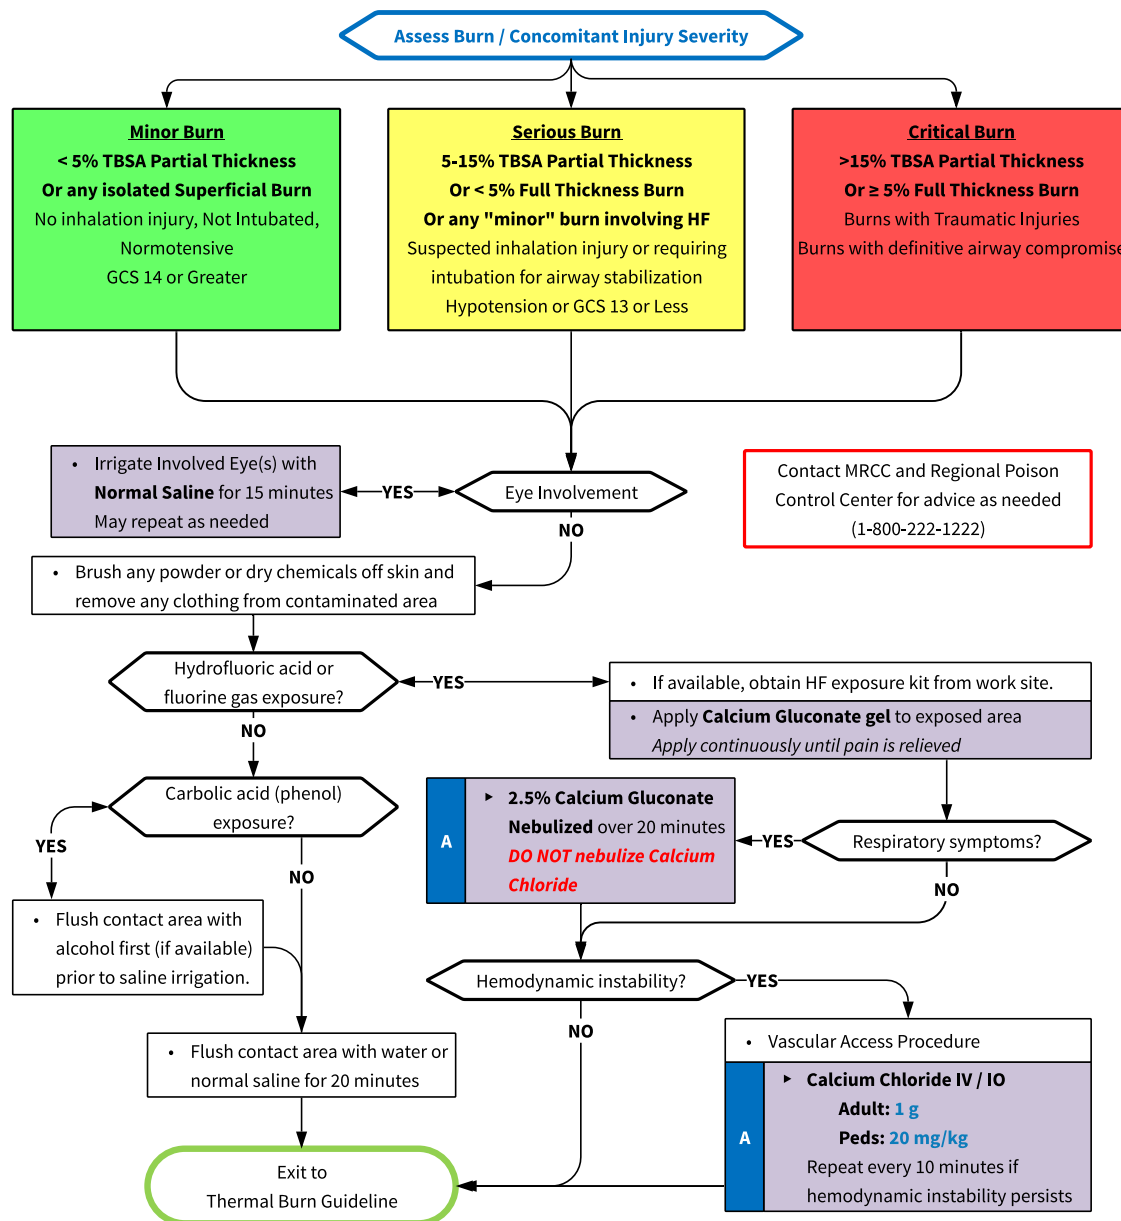 Assess Burn / Concomitant Injury Severity
Minor Burn
< 5% TBSA Partial Thickness
Or any isolated Superficial Burn
No inhalation injury, Not Intubated,
Normotensive
GCS 14 or Greater
Serious Burn
5-15% TBSA Partial Thickness
Or < 5% Full Thickness Burn
Or any "minor" burn involving HF
Suspected inhalation injury or requiring
intubation for airway stabilization
Hypotension or GCS 13 or Less
Critical Burn
>15% TBSA Partial Thickness
Or ≥ 5% Full Thickness Burn
Burns with Traumatic Injuries
Burns with definitive airway compromise
• Irrigate Involved Eye(s) with
Normal Saline for 15 minutes
May repeat as needed
YES
Eye Involvement
NO
Contact MRCC and Regional Poison
Control Center for advice as needed
(1-800-222-1222)
• Brush any powder or dry chemicals off skin and
remove any clothing from contaminated area
Hydrofluoric acid or
fluorine gas exposure?
YES
NO
• If available, obtain HF exposure kit from work site.
• Apply Calcium Gluconate gel to exposed area
Apply continuously until pain is relieved
Carbolic acid (phenol)
exposure?
YES
NO
A
▸ 2.5% Calcium Gluconate
Nebulized over 20 minutes
DO NOT nebulize Calcium
Chloride
YES
Respiratory symptoms?
NO
• Flush contact area with
alcohol first (if available)
prior to saline irrigation.
Hemodynamic instability?
YES
NO
• Flush contact area with water or
normal saline for 20 minutes
• Vascular Access Procedure
A
▸ Calcium Chloride IV / IO
Adult: 1 g
Peds: 20 mg/kg
Repeat every 10 minutes if
hemodynamic instability persists
Exit to
Thermal Burn Guideline